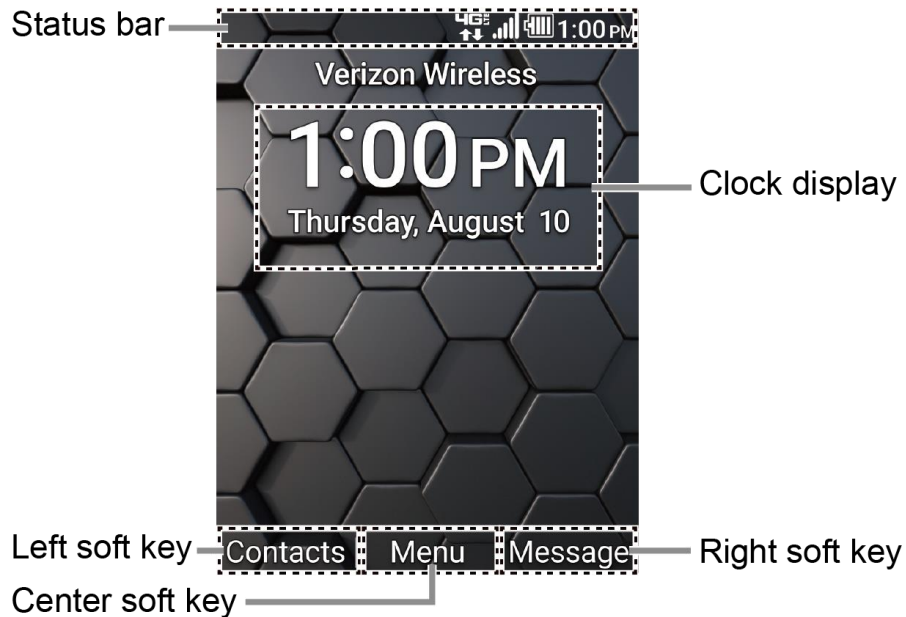 Status bar
4G LTE 1:00 PM
Verizon Wireless
1:00 PM
Clock display
Thursday, August 10
Left soft key
Contacts
Menu
Message
Right soft key
Center soft key